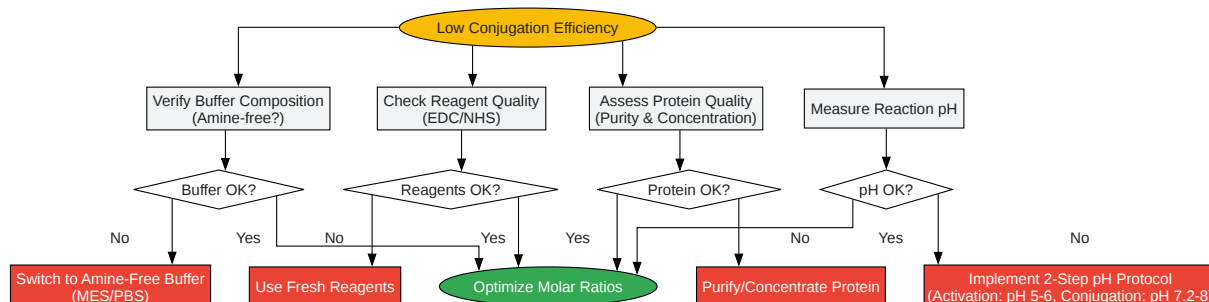 Low Conjugation Efficiency
Verify Buffer Composition
(Amine-free?)
Check Reagent Quality
(EDC/NHS)
Assess Protein Quality
(Purity & Concentration)
Measure Reaction pH
Buffer OK?
Reagents OK?
Protein OK?
pH OK?
No
Yes
No
Yes
Yes
No
Yes
No
Switch to Amine-Free Buffer
(MES/PBS)
Use Fresh Reagents
Optimize Molar Ratios
Purify/Concentrate Protein
Implement 2-Step pH Protocol
(Activation: pH 5-6, Conjugation: pH 7.2-8